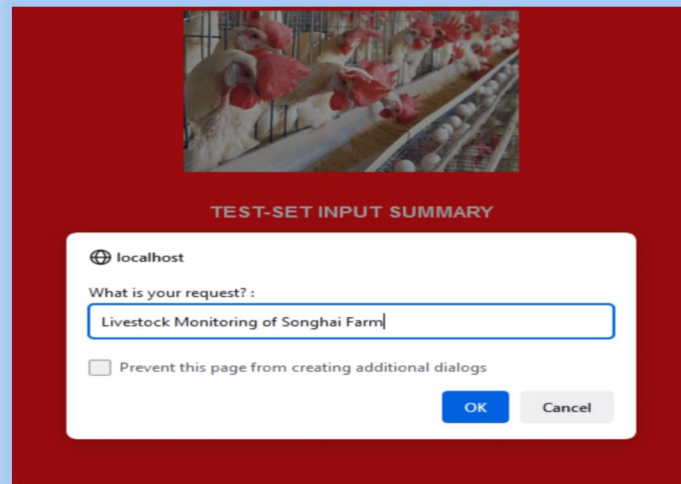 TEST-SET INPUT SUMMARY
localhost
What is your request? :
Livestock Monitoring of Songhai Farm
Prevent this page from creating additional dialogs
OK
Cancel